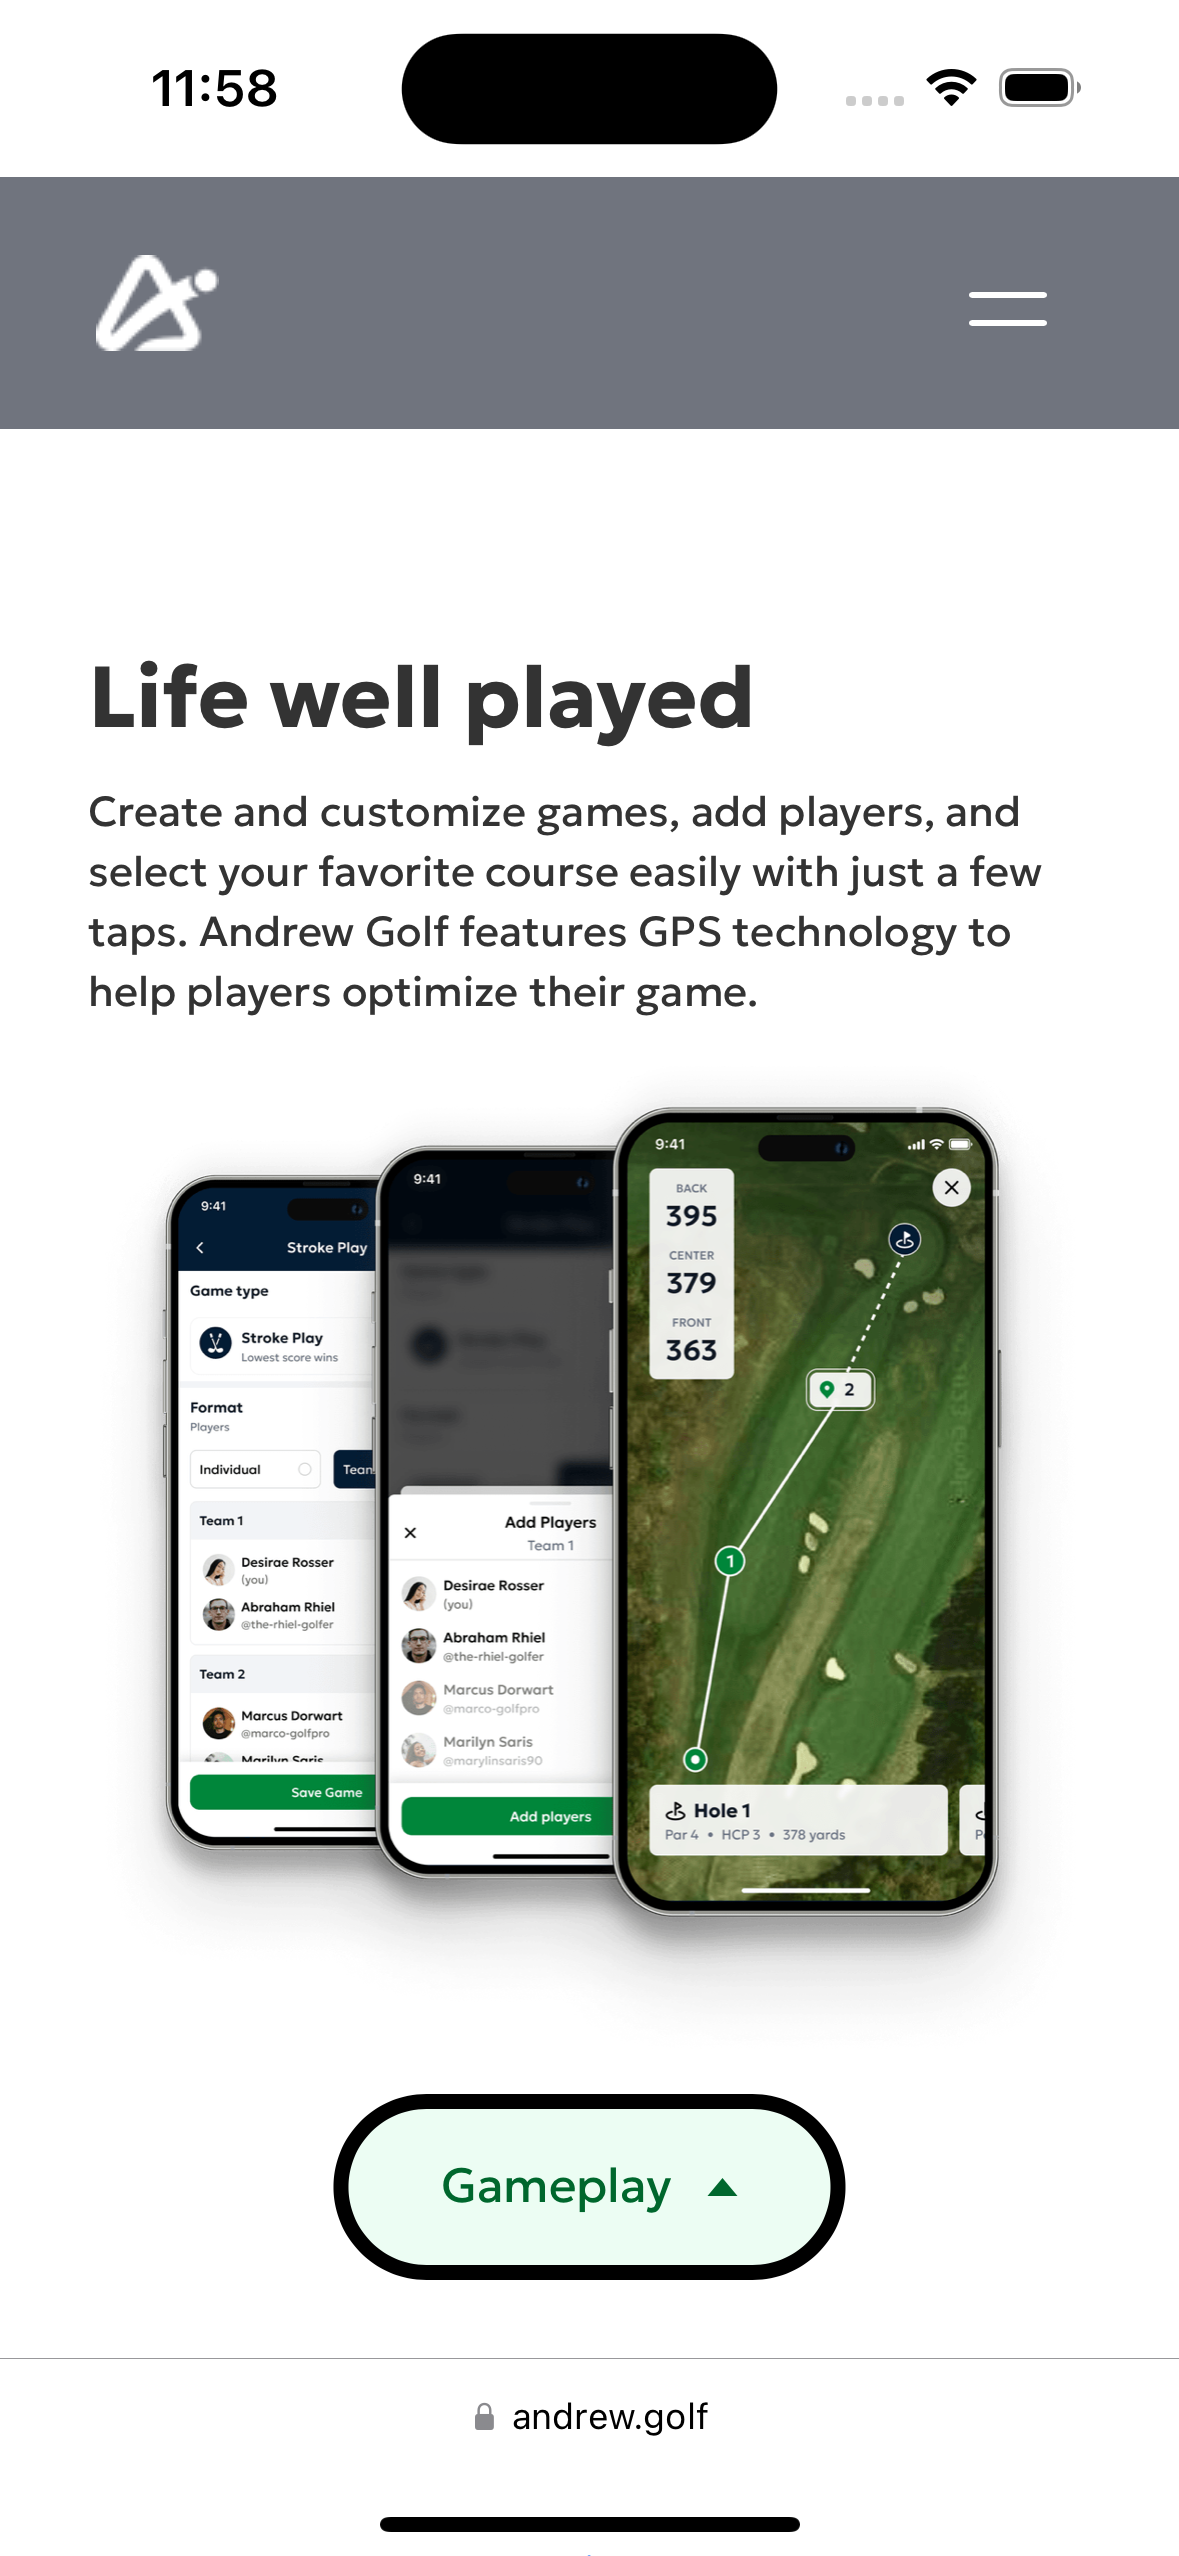 11:58
Life well played
Create and customize games, add players, and
select your favorite course easily with just a few
taps. Andrew Golf features GPS technology to
help players optimize their game.
9:41
Stroke Play
Game type
Stroke Play
Lowest score wins
Format
Players
Individual
Team 1
Desirae Rosser
(you)
Abraham Rhiel
@the-rhiel-golfer
Team 2
Marcus Dorwart
@marco-golfpro
Marilyn Saris
Save Game
9:41
Add Players
Team 1
Desirae Rosser
(you)
Abraham Rhiel
@the-rhiel-golfer
Marcus Dorwart
@marco-golfpro
Marilyn Saris
@marylinsaris90
Add players
9:41
BACK
395
CENTER
379
FRONT
363
2
1
Hole 1
Par 4 • HCP 3 • 378 yards
Gameplay
andrew.golf